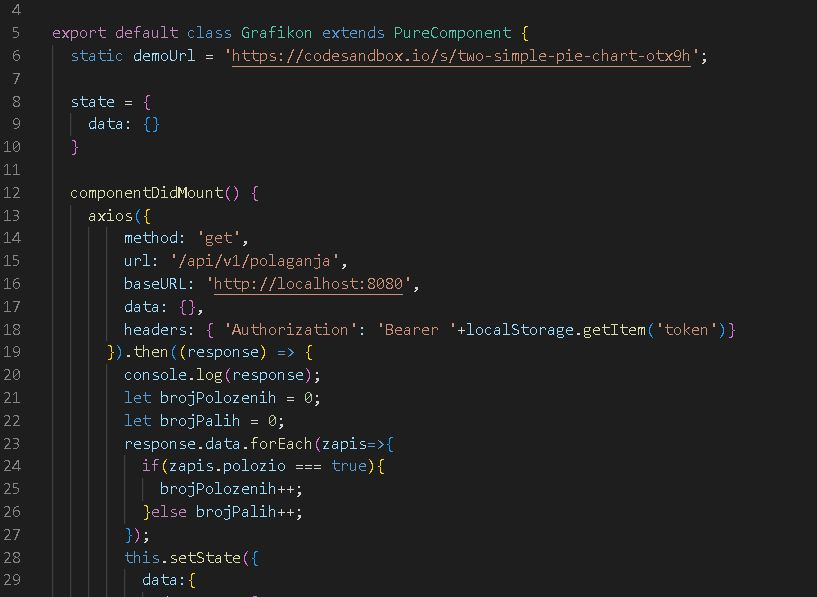 4
5 export default class Grafikon extends PureComponent {
6 static demoUrl = 'https://codesandbox.io/s/two-simple-pie-chart-otx9h';
7
8 state = {
9 data: {}
10 }
11
12 componentDidMount() {
13 axios({
14 method: 'get',
15 url: '/api/v1/polaganja',
16 baseURL: 'http://localhost:8080',
17 data: {},
18 headers: { 'Authorization': 'Bearer '+localStorage.getItem('token')}
19 }).then((response) => {
20 console.log(response);
21 let brojPolozenih = 0;
22 let brojPalih = 0;
23 response.data.forEach(zapis=>{
24 if(zapis.polozio === true){
25 brojPolozenih++;
26 }else brojPalih++;
27 });
28 this.setState({
29 data:{